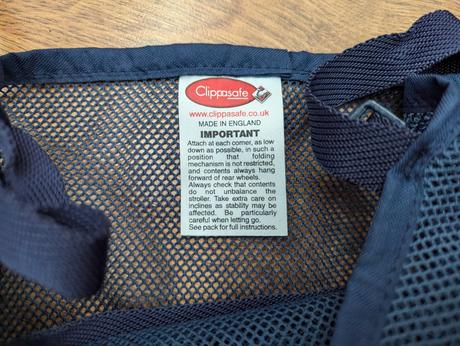 Clippasafe
www.clippasafe.co.uk
MADE IN ENGLAND
IMPORTANT
Attach at each corner, as low
down as possible, in such a
position that folding
mechanism is not restricted,
and contents always hang
forward of rear wheels.
Always check that contents
do not unbalance the
stroller. Take extra care on
inclines as stability may be
affected. Be particularly
careful when letting go.
See pack for full instructions.